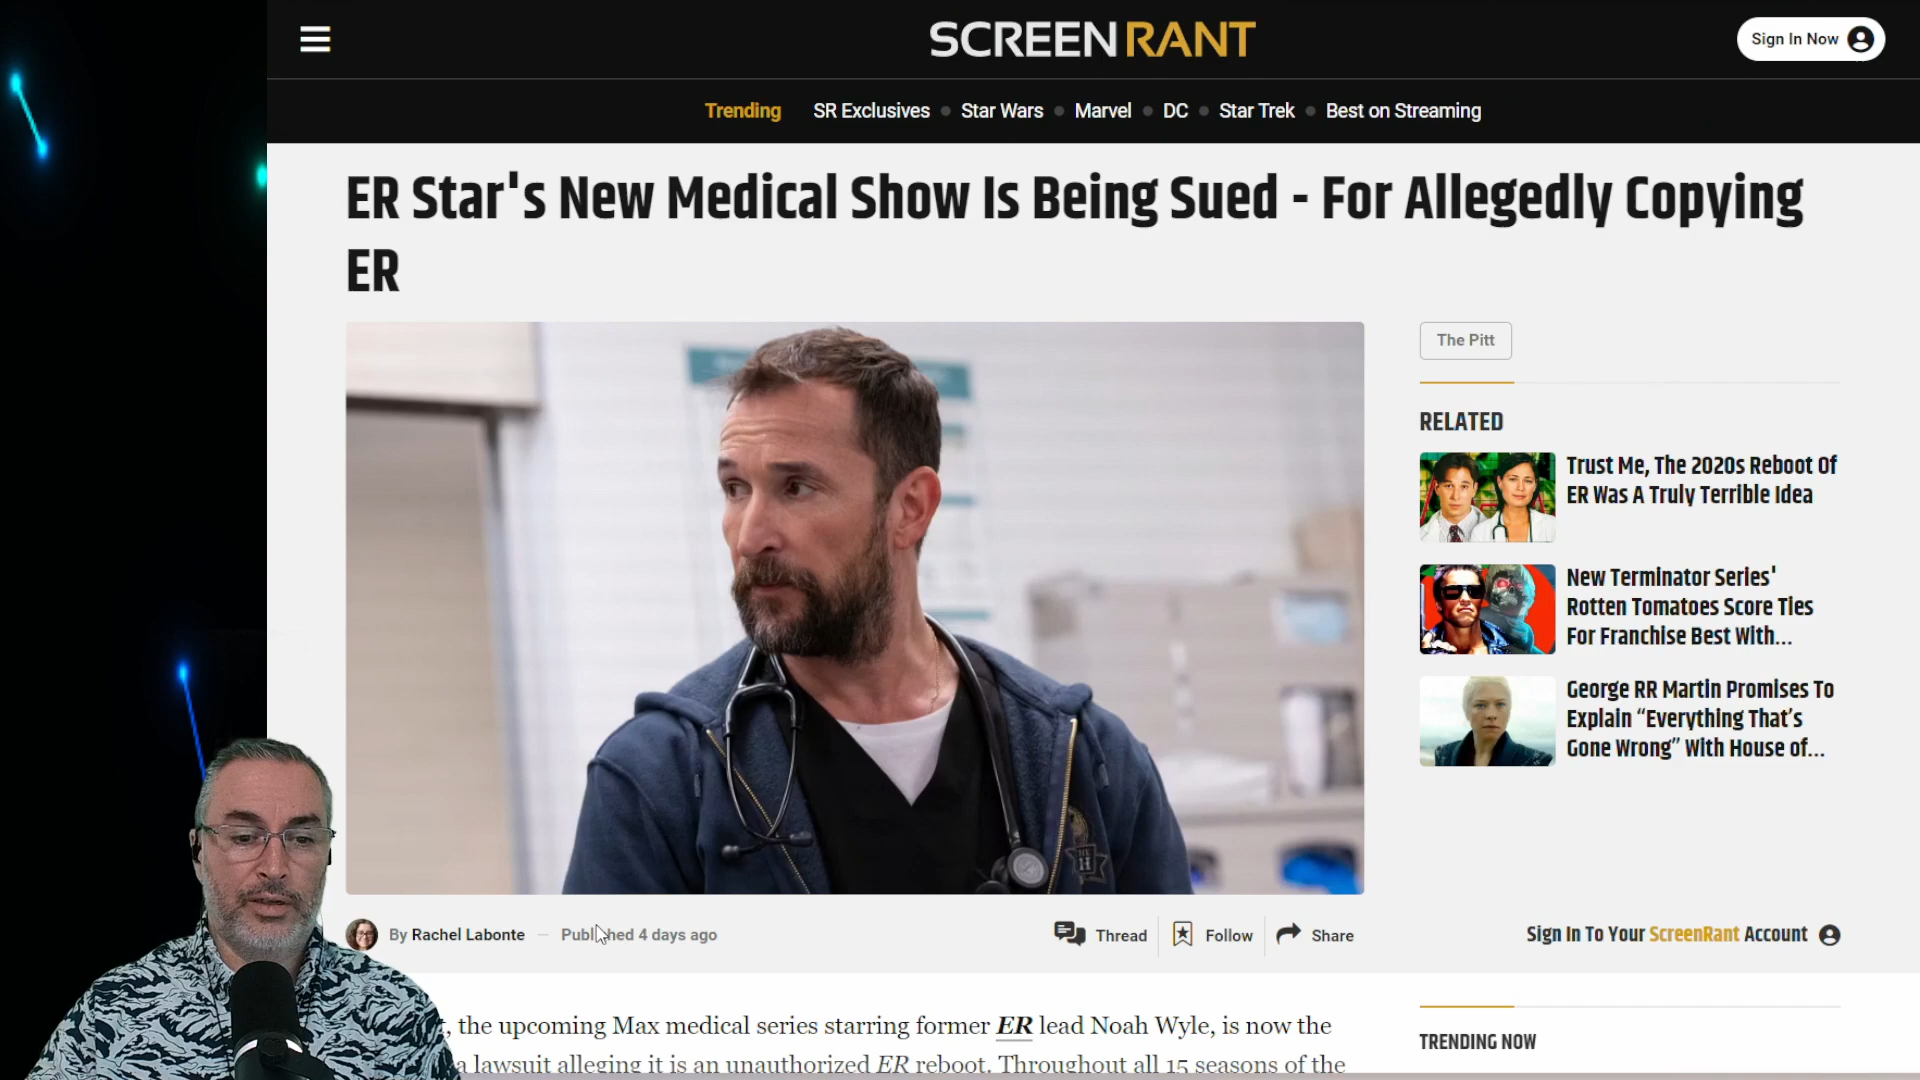 SCREENRANT
Sign In Now
Trending
SR Exclusives
Star Wars
Marvel
DC
Star Trek
Best on Streaming
ER Star's New Medical Show Is Being Sued - For Allegedly Copying
ER
The Pitt
RELATED
Trust Me, The 2020s Reboot Of
ER Was A Truly Terrible Idea
New Terminator Series'
Rotten Tomatoes Score Ties
For Franchise Best With...
George RR Martin Promises To
Explain “Everything That’s
Gone Wrong” With House of...
By Rachel Labonte
Published 4 days ago
Thread
Follow
Share
Sign In To Your ScreenRant Account
, the upcoming Max medical series starring former ER lead Noah Wyle, is now the
a lawsuit alleging it is an unauthorized ER reboot. Throughout all 15 seasons of the
TRENDING NOW